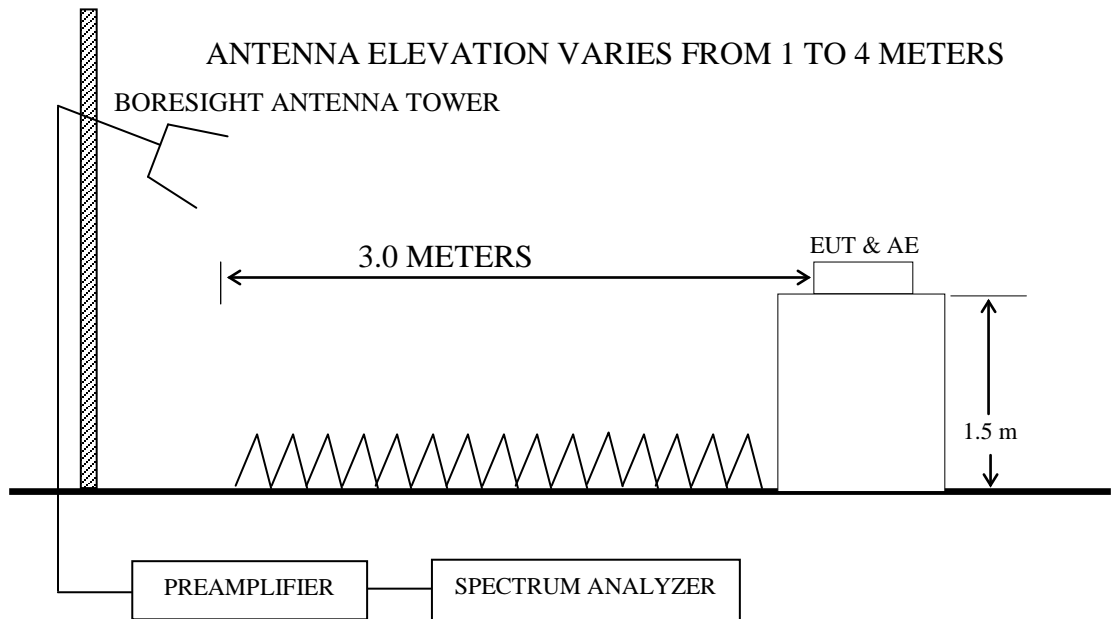 ANTENNA ELEVATION VARIES FROM 1 TO 4 METERS
BORESIGHT ANTENNA TOWER
3.0 METERS
EUT & AE
1.5 m
PREAMPLIFIER
SPECTRUM ANALYZER